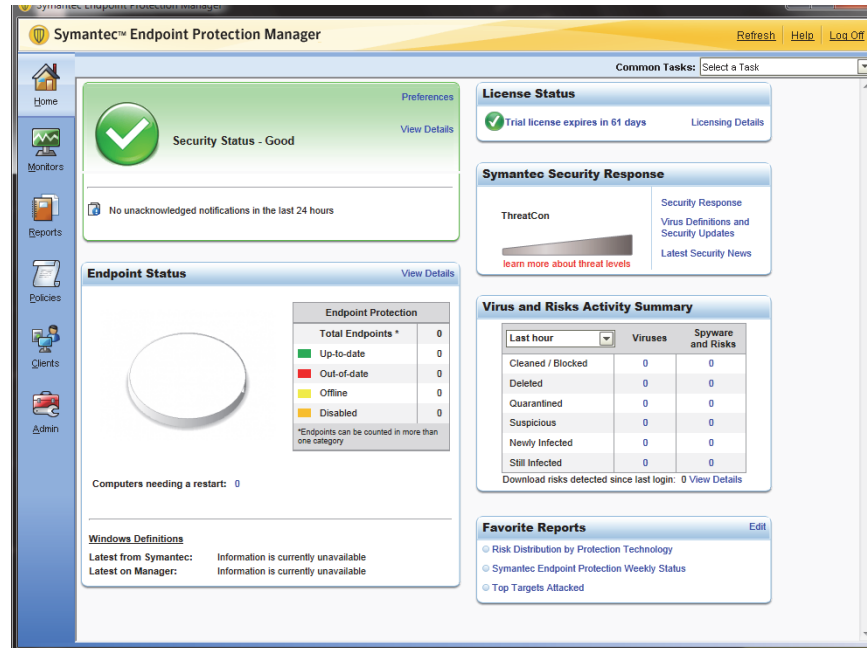 Symantec Endpoint Protection Manager
Symantec™ Endpoint Protection Manager
Refresh Help Log Off
Common Tasks: Select a Task
Home
Monitors
Reports
Policies
Clients
Admin
Preferences
Security Status - Good
View Details
No unacknowledged notifications in the last 24 hours
Endpoint Status View Details
Endpoint Protection
Total Endpoints * 0
Up-to-date 0
Out-of-date 0
Offline 0
Disabled 0
*Endpoints can be counted in more than
one category
Computers needing a restart: 0
Windows Definitions
Latest from Symantec: Information is currently unavailable
Latest on Manager: Information is currently unavailable
License Status
Trial license expires in 61 days Licensing Details
Symantec Security Response
ThreatCon
learn more about threat levels
Security Response
Virus Definitions and
Security Updates
Latest Security News
Virus and Risks Activity Summary
Last hour Viruses Spyware
and Risks
Cleaned / Blocked 0 0
Deleted 0 0
Quarantined 0 0
Suspicious 0 0
Newly Infected 0 0
Still Infected 0 0
Download risks detected since last login: 0 View Details
Favorite Reports Edit
Risk Distribution by Protection Technology
Symantec Endpoint Protection Weekly Status
Top Targets Attacked